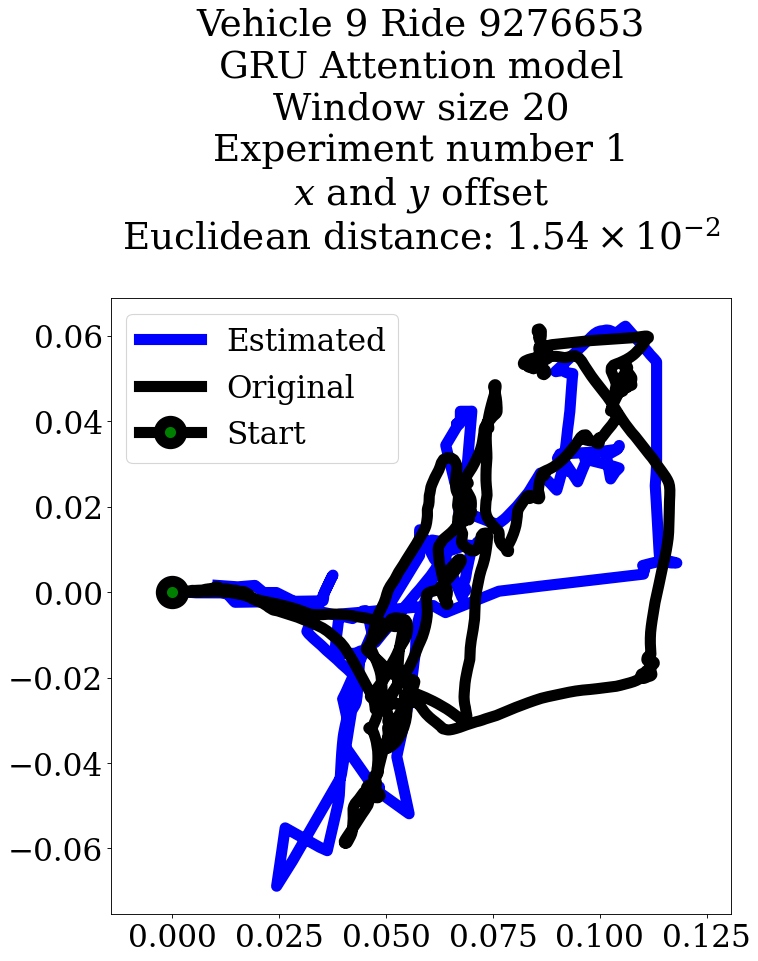 Vehicle 9 Ride 9276653
GRU Attention model
Window size 20
Experiment number 1
x and y offset
Euclidean distance: 1.54 × 10⁻²
Estimated
Original
Start
0.06
0.04
0.02
0.00
−0.02
−0.04
−0.06
0.000 0.025 0.050 0.075 0.100 0.125